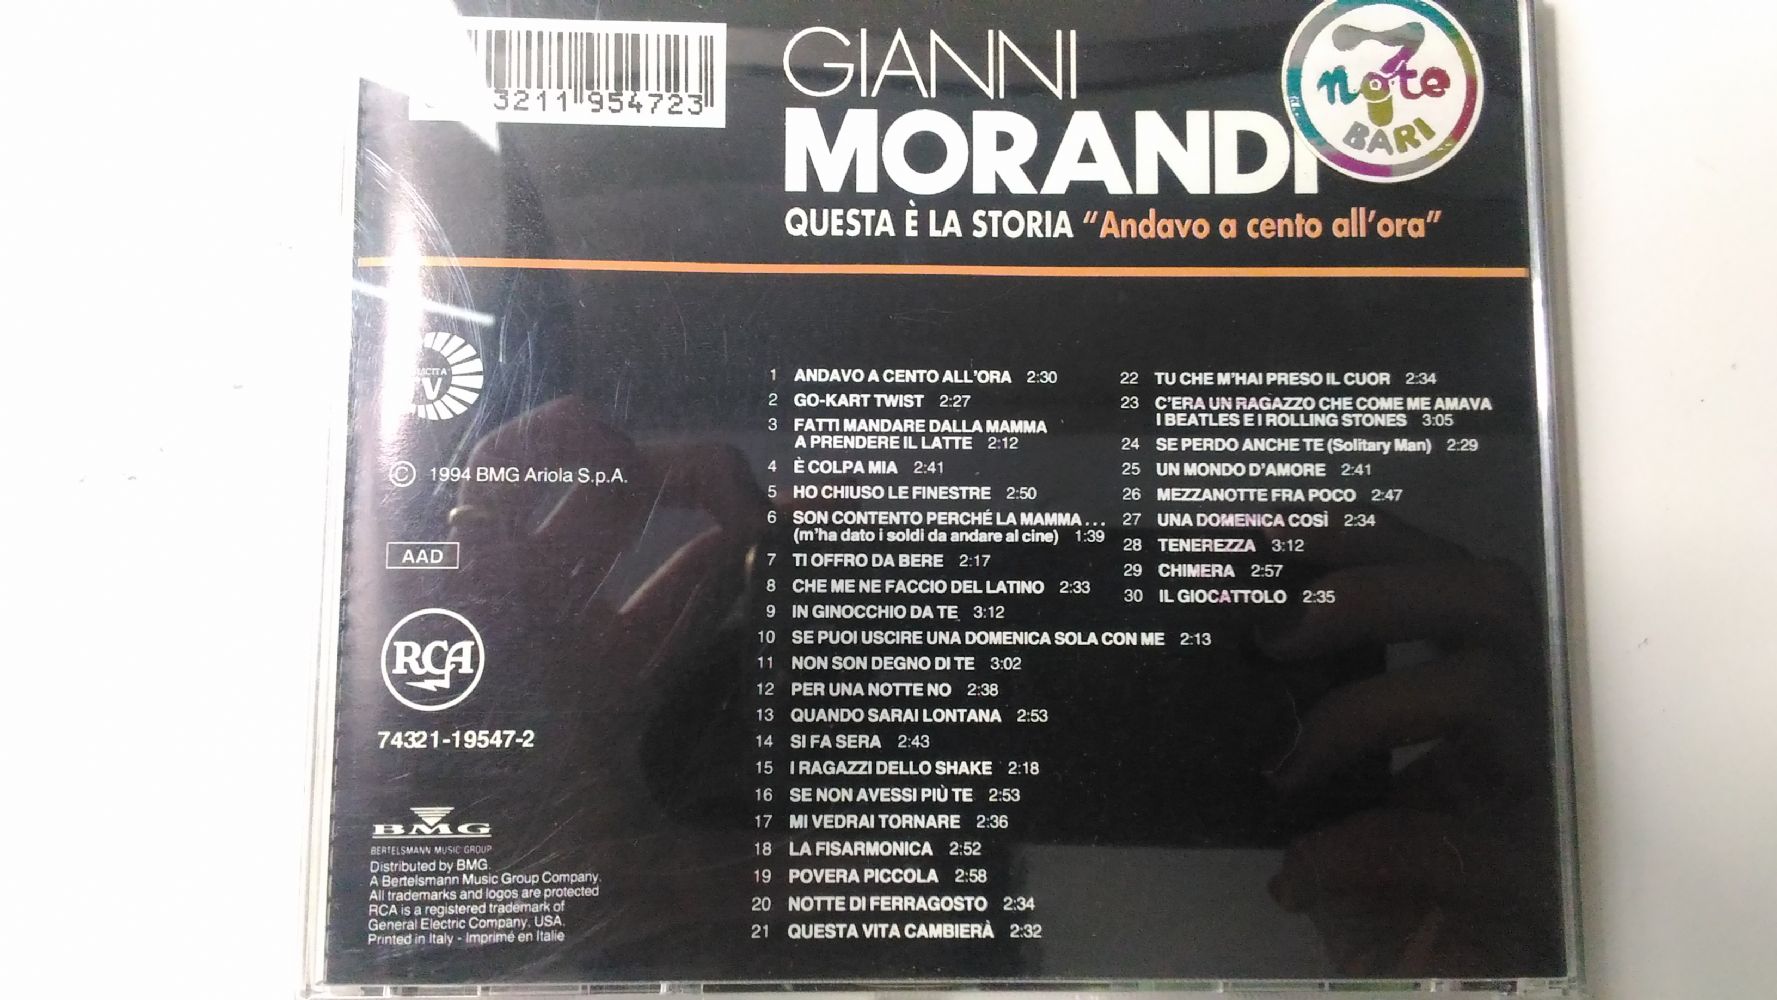 3211 954723
GIANNI
MORANDI
QUESTA È LA STORIA "Andavo a cento all'ora"
7
note
BARI
V
© 1994 BMG Ariola S.p.A.
AAD
RCA
74321-19547-2
BMG
BERTELSMANN MUSIC GROUP
Distributed by BMG.
A Bertelsmann Music Group Company.
All trademarks and logos are protected
RCA is a registered trademark of
General Electric Company, USA.
Printed in Italy - Imprimé en Italie
1 ANDAVO A CENTO ALL'ORA 2:30
2 GO-KART TWIST 2:27
3 FATTI MANDARE DALLA MAMMA
A PRENDERE IL LATTE 2:12
4 È COLPA MIA 2:41
5 HO CHIUSO LE FINESTRE 2:50
6 SON CONTENTO PERCHÉ LA MAMMA...
(m'ha dato i soldi da andare al cine) 1:39
7 TI OFFRO DA BERE 2:17
8 CHE ME NE FACCIO DEL LATINO 2:33
9 IN GINOCCHIO DA TE 3:12
10 SE PUOI USCIRE UNA DOMENICA SOLA CON ME 2:13
11 NON SON DEGNO DI TE 3:02
12 PER UNA NOTTE NO 2:38
13 QUANDO SARAI LONTANA 2:53
14 SI FA SERA 2:43
15 I RAGAZZI DELLO SHAKE 2:18
16 SE NON AVESSI PIÙ TE 2:53
17 MI VEDRAI TORNARE 2:36
18 LA FISARMONICA 2:52
19 POVERA PICCOLA 2:58
20 NOTTE DI FERRAGOSTO 2:34
21 QUESTA VITA CAMBIERÀ 2:32
22 TU CHE M'HAI PRESO IL CUOR 2:34
23 C'ERA UN RAGAZZO CHE COME ME AMAVA
I BEATLES E I ROLLING STONES 3:05
24 SE PERDO ANCHE TE (Solitary Man) 2:29
25 UN MONDO D'AMORE 2:41
26 MEZZANOTTE FRA POCO 2:47
27 UNA DOMENICA COSÌ 2:34
28 TENEREZZA 3:12
29 CHIMERA 2:57
30 IL GIOCATTOLO 2:35